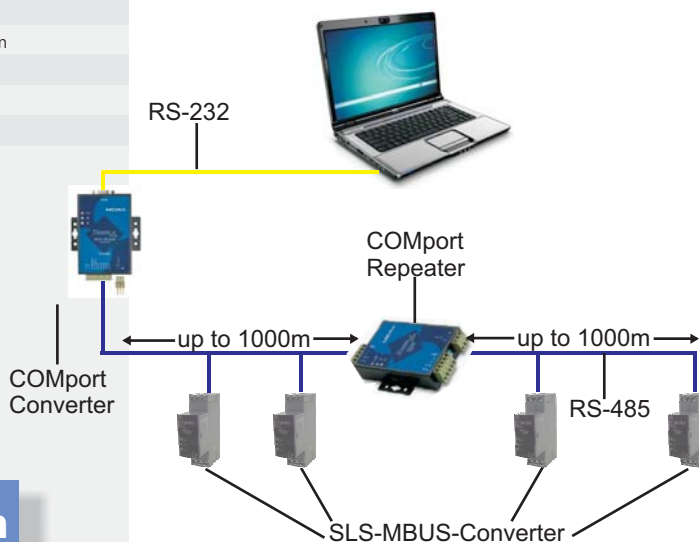 RS-232
COMport
Repeater
up to 1000m
up to 1000m
COMport
Converter
RS-485
SLS-MBUS-Converter